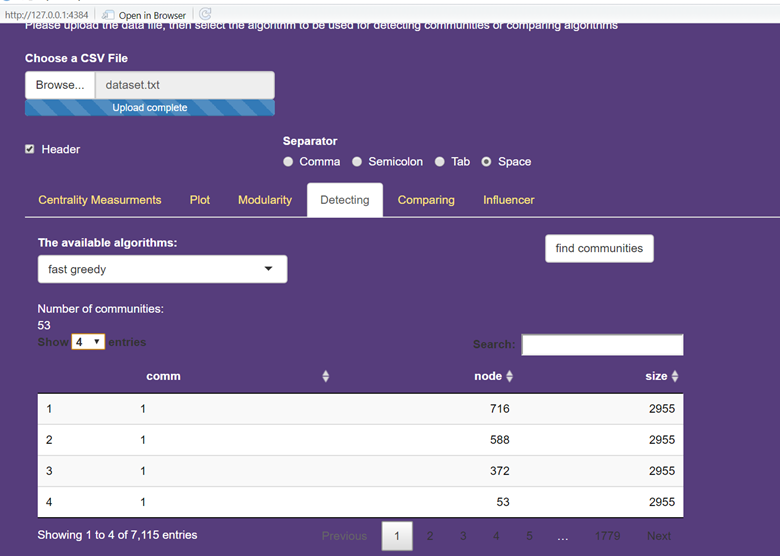 http://127.0.0.1:4384 Open in Browser
Please upload the data file, then select the algorithm to be used for detecting communities or comparing algorithms
Choose a CSV File
Browse... dataset.txt
Upload complete
Header
Separator
Comma Semicolon Tab Space
Centrality Measurments Plot Modularity Detecting Comparing Influencer
The available algorithms:
find communities
fast greedy
Number of communities:
53
Show 4 entries Search:
comm node size
1 1 716 2955
2 1 588 2955
3 1 372 2955
4 1 53 2955
Showing 1 to 4 of 7,115 entries Previous 1 2 3 4 5 ... 1779 Next